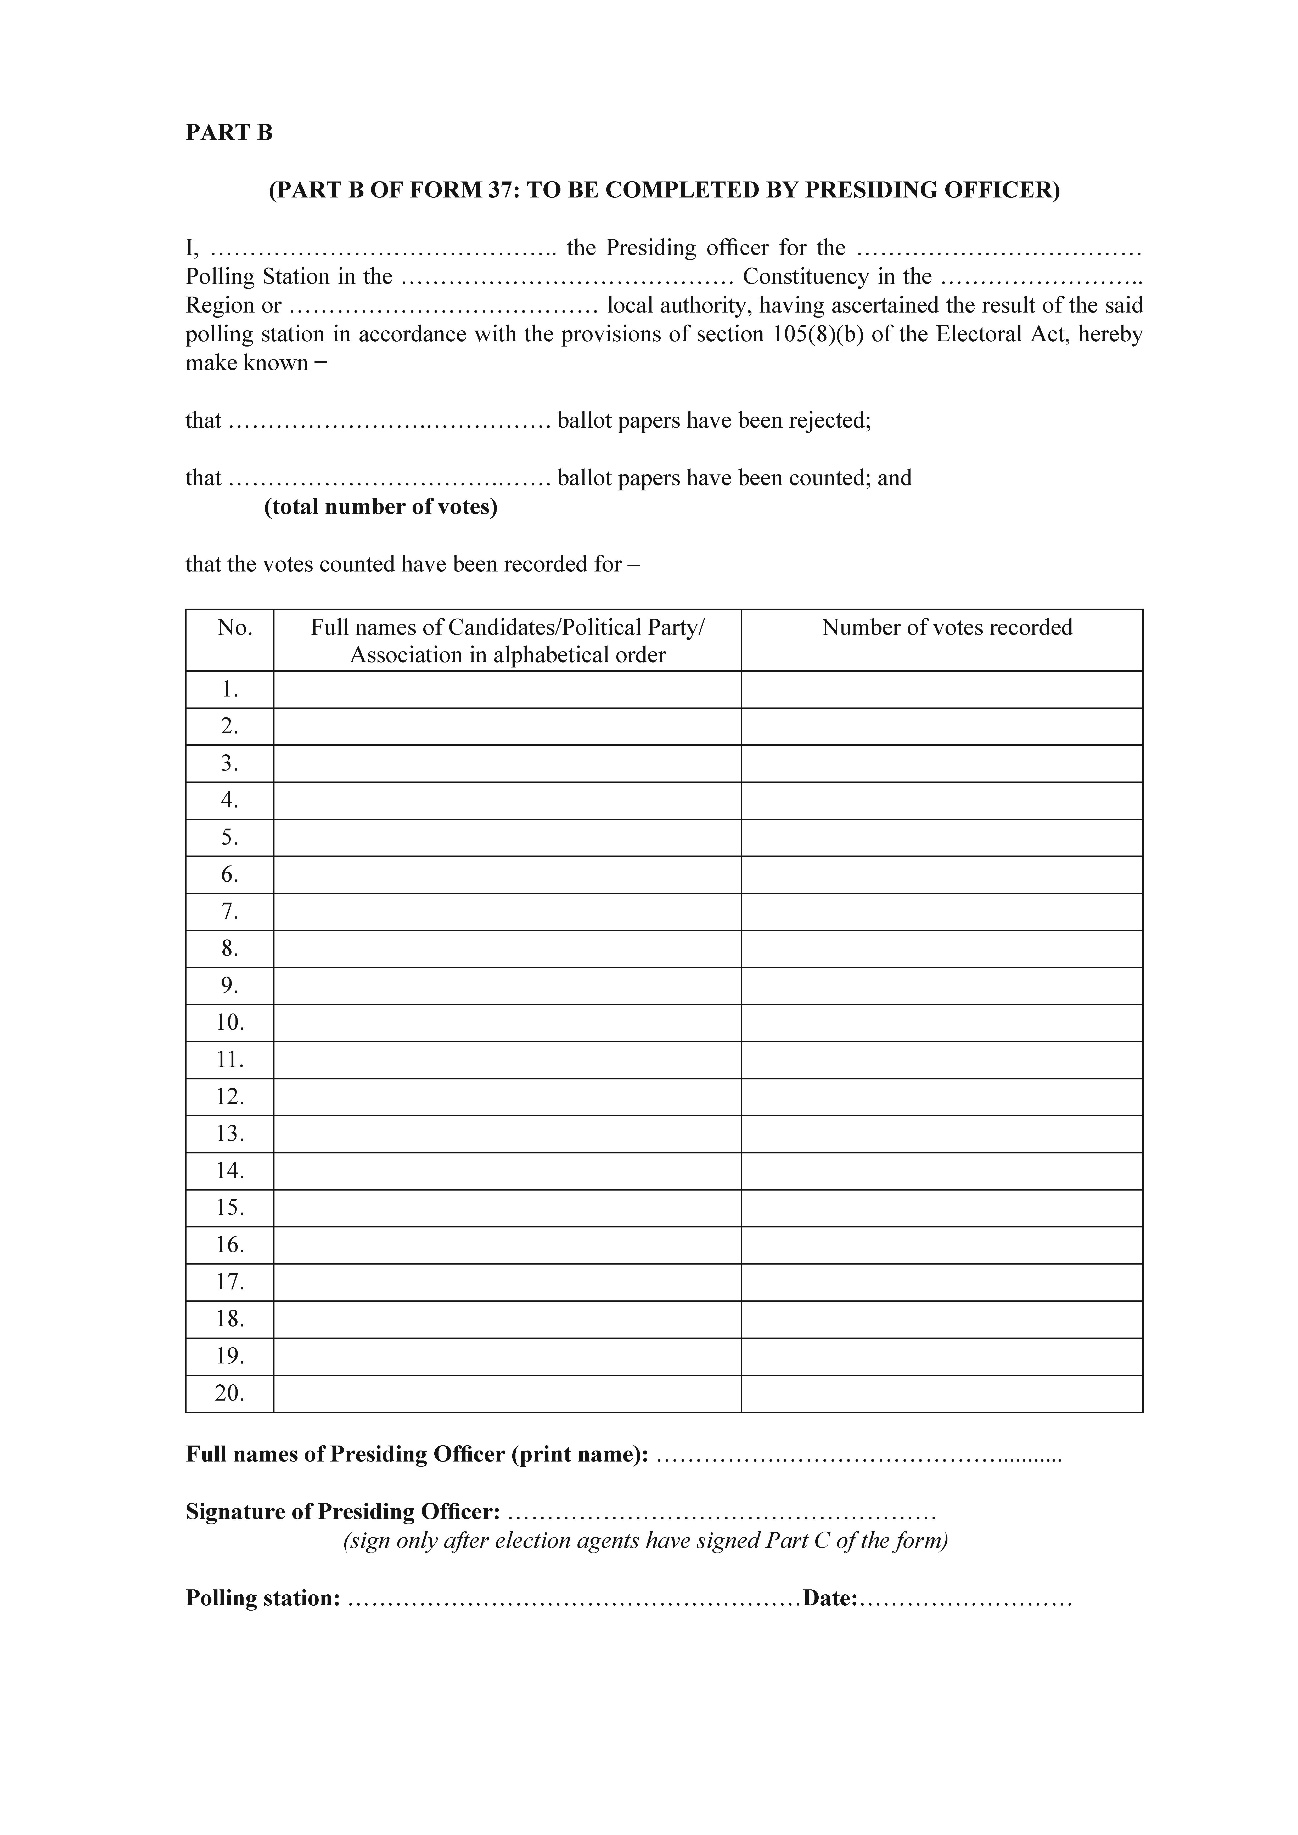 PART B
(PART B OF FORM 37: TO BE COMPLETED BY PRESIDING OFFICER)
I, …………………………………….. the Presiding officer for the ………………………………
Polling Station in the …………………………………… Constituency in the ……………………..
Region or ………………………………… local authority, having ascertained the result of the said
polling station in accordance with the provisions of section 105(8)(b) of the Electoral Act, hereby
make known –
that …………………….……………. ballot papers have been rejected;
that …………………………….……. ballot papers have been counted; and
(total number of votes)
that the votes counted have been recorded for –
No. Full names of Candidates/Political Party/ Number of votes recorded
Association in alphabetical order
1.
2.
3.
4.
5.
6.
7.
8.
9.
10.
11.
12.
13.
14.
15.
16.
17.
18.
19.
20.
Full names of Presiding Officer (print name): …………….………………………..........
Signature of Presiding Officer: ………………………………………………
(sign only after election agents have signed Part C of the form)
Polling station: …………………………………………………Date:………………………